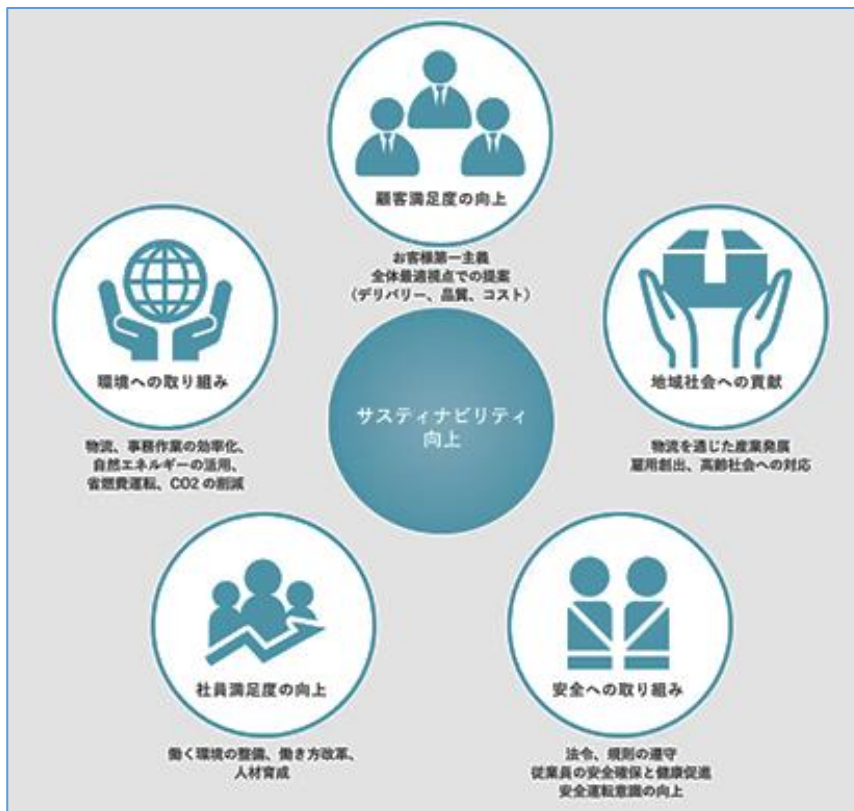 顧客満足度の向上
お客様第一主義
全体最適視点での提案
（デリバリー、品質、コスト）
環境への取り組み
物流、事務作業の効率化、
自然エネルギーの活用、
省燃費運転、CO2の削減
サスティナビリティ
向上
地域社会への貢献
物流を通じた産業発展
雇用創出、高齢社会への対応
社員満足度の向上
働く環境の整備、働き方改革、
人材育成
安全への取り組み
法令、規則の遵守
従業員の安全確保と健康促進
安全運転意識の向上